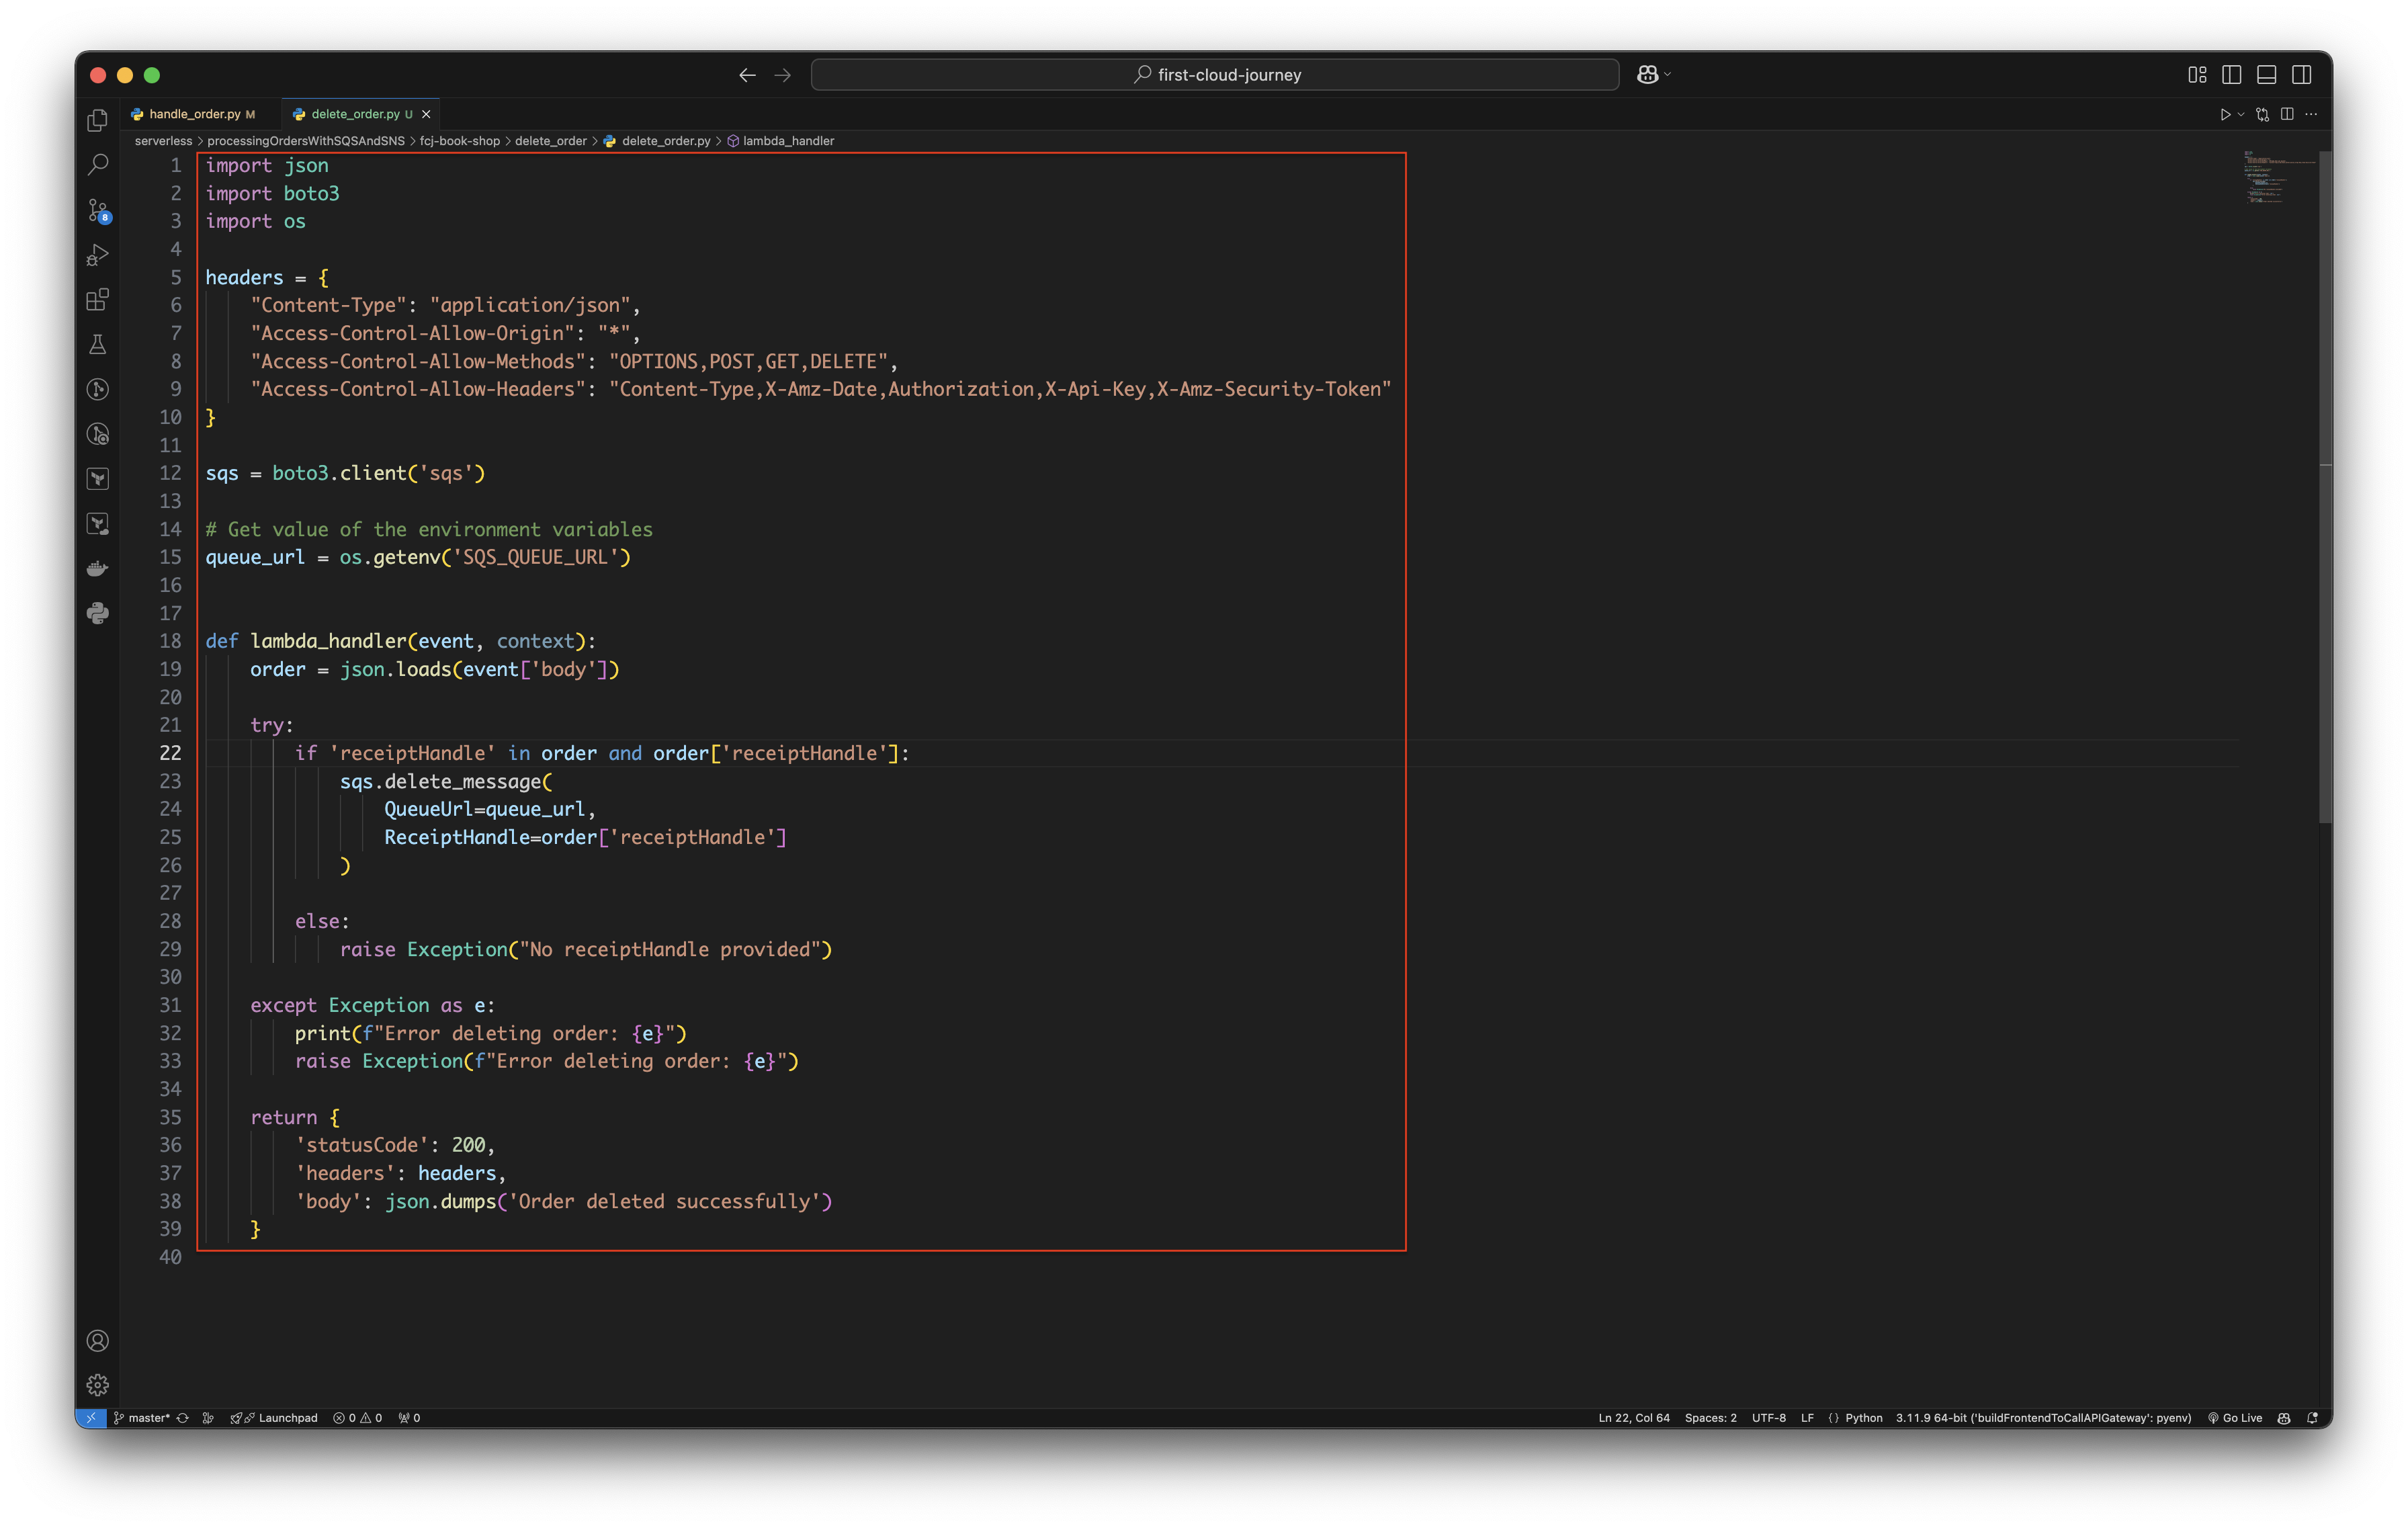 first-cloud-journey
handle_order.py M
delete_order.py U
serverless > processingOrdersWithSQSAndSNS > fcj-book-shop > delete_order > delete_order.py > lambda_handler
1 import json
2 import boto3
3 import os
4
5 headers = {
6 "Content-Type": "application/json",
7 "Access-Control-Allow-Origin": "*",
8 "Access-Control-Allow-Methods": "OPTIONS,POST,GET,DELETE",
9 "Access-Control-Allow-Headers": "Content-Type,X-Amz-Date,Authorization,X-Api-Key,X-Amz-Security-Token"
10 }
11
12 sqs = boto3.client('sqs')
13
14 # Get value of the environment variables
15 queue_url = os.getenv('SQS_QUEUE_URL')
16
17
18 def lambda_handler(event, context):
19 order = json.loads(event['body'])
20
21 try:
22 if 'receiptHandle' in order and order['receiptHandle']:
23 sqs.delete_message(
24 QueueUrl=queue_url,
25 ReceiptHandle=order['receiptHandle']
26 )
27
28 else:
29 raise Exception("No receiptHandle provided")
30
31 except Exception as e:
32 print(f"Error deleting order: {e}")
33 raise Exception(f"Error deleting order: {e}")
34
35 return {
36 'statusCode': 200,
37 'headers': headers,
38 'body': json.dumps('Order deleted successfully')
39 }
40
8
master* Launchpad 0 0 0 Ln 22, Col 64 Spaces: 2 UTF-8 LF {} Python 3.11.9 64-bit ('buildFrontendToCallAPIGateway': pyenv) Go Live